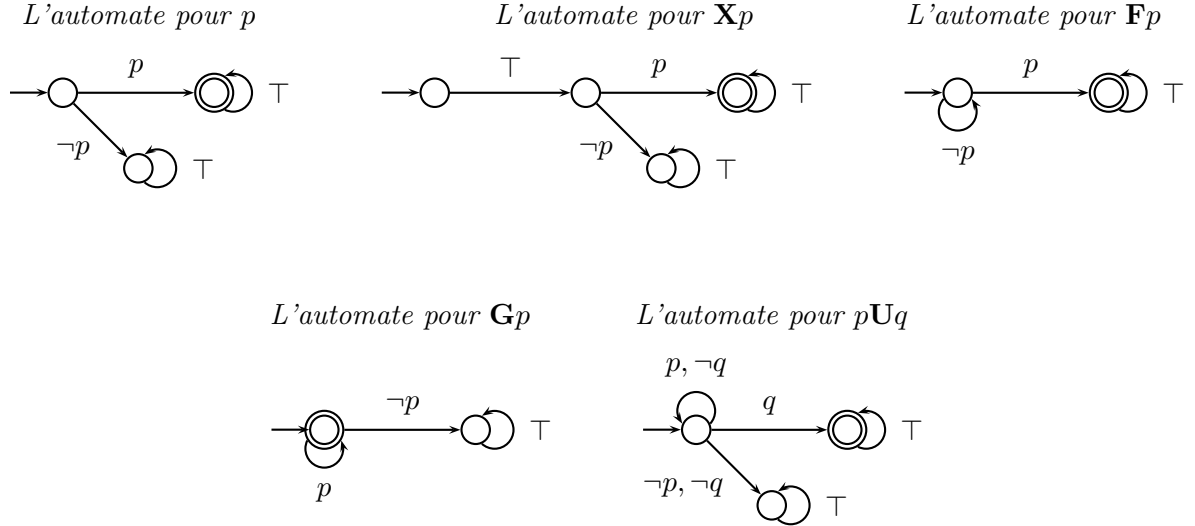 L'automate pour p
L'automate pour Xp
L'automate pour Fp
p
⊤
¬p
⊤
⊤
p
⊤
¬p
⊤
p
⊤
¬p
L'automate pour Gp
L'automate pour pUq
¬p
⊤
p
p, ¬q
q
⊤
¬p, ¬q
⊤